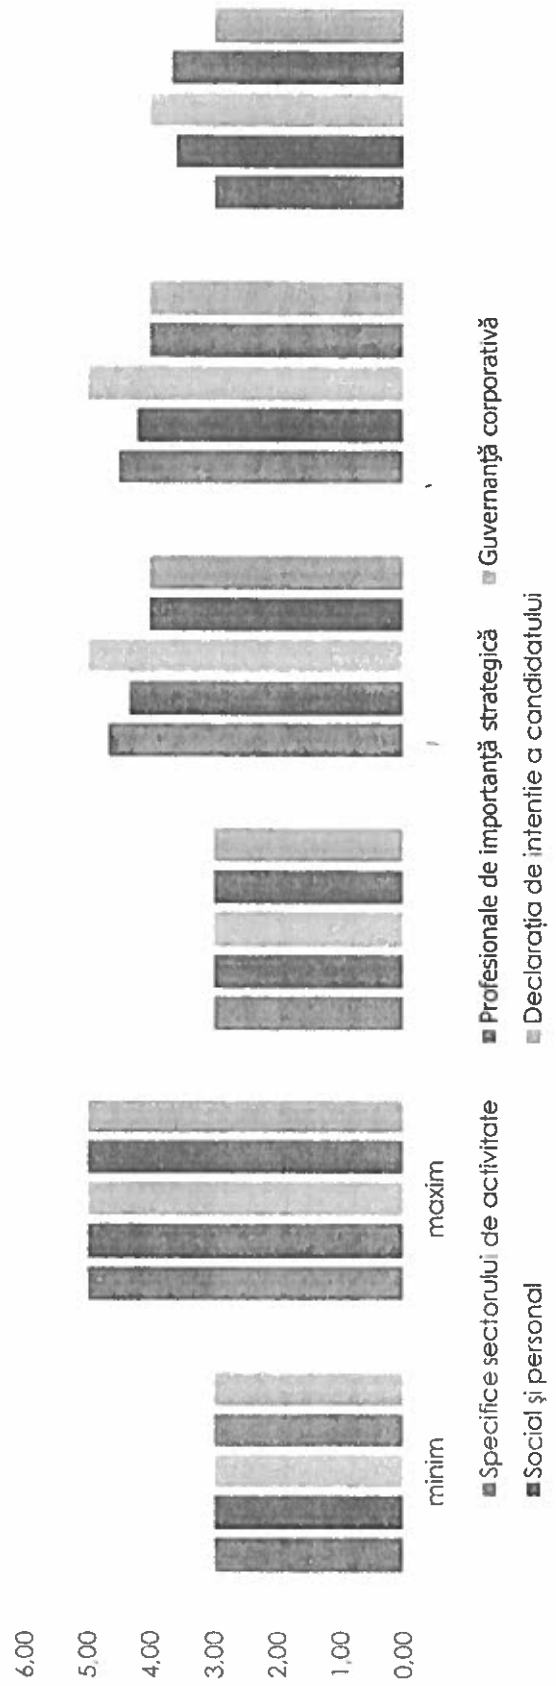 6,00
5,00
4,00
3,00
2,00
1,00
0,00
minim maxim
Specifice sectorului de activitate Profesionale de importanță strategică Guvernanță corporativă
Social și personal Declarația de intentie a candidatului